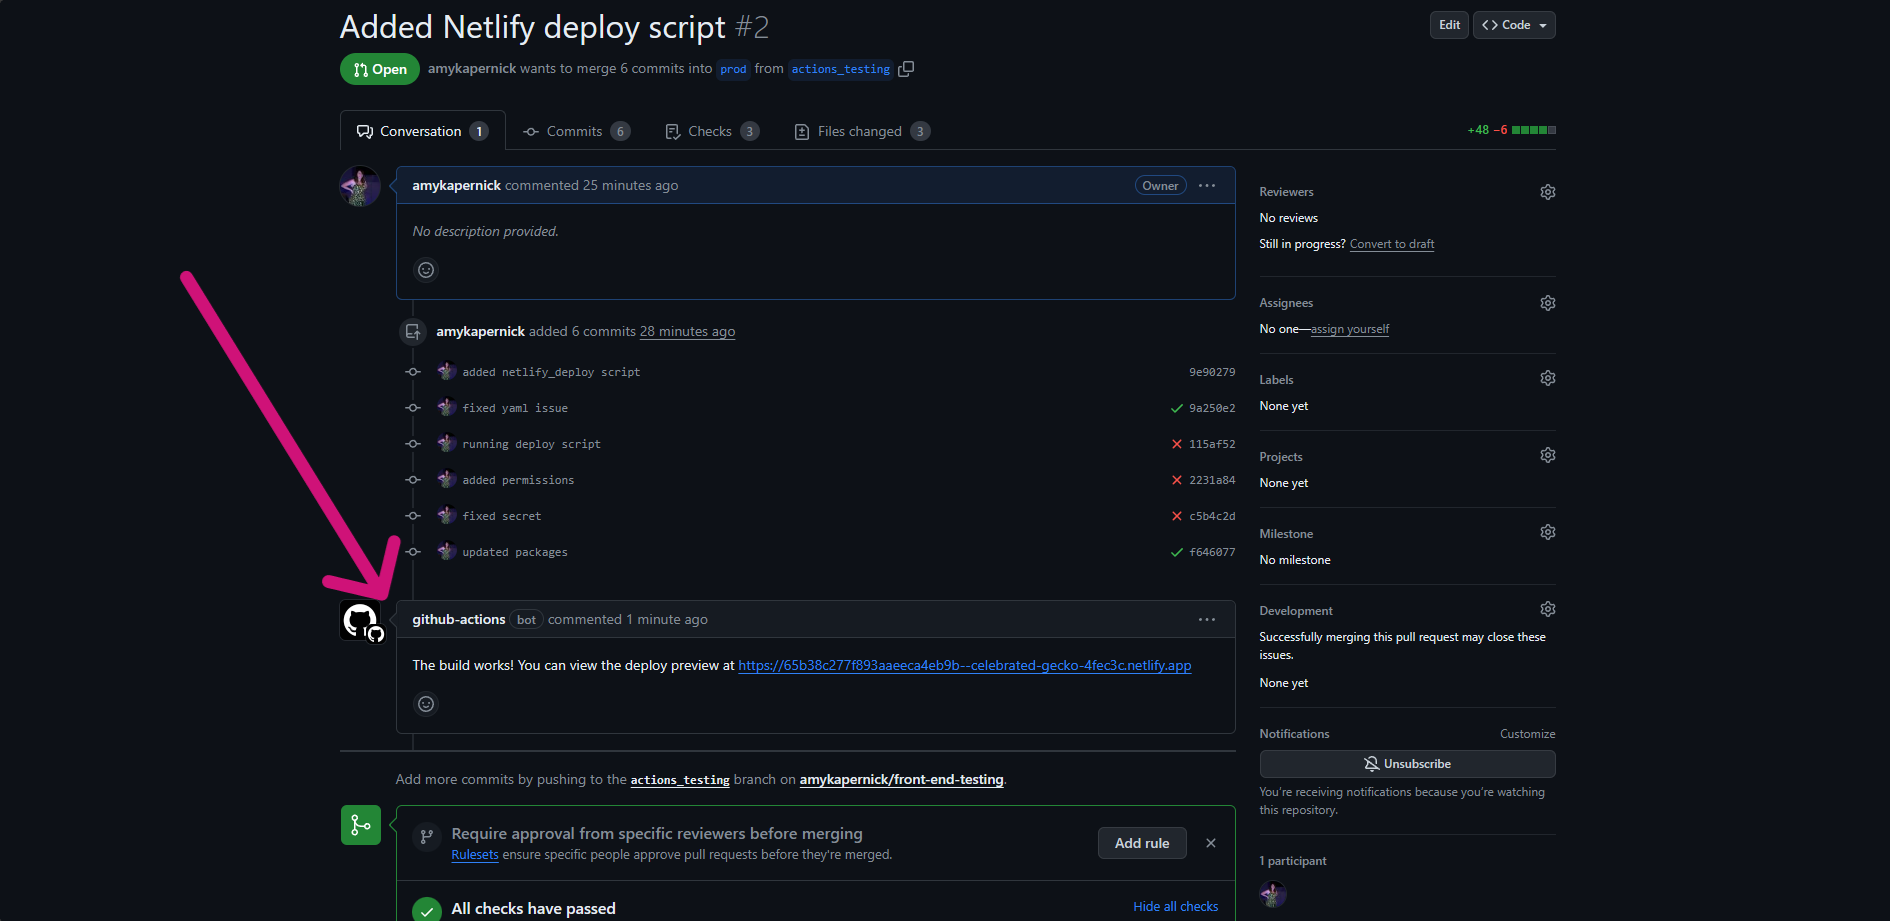 Added Netlify deploy script #2
Edit
Code
Open
amykapernick wants to merge 6 commits into prod from actions_testing
Conversation 1
Commits 6
Checks 3
Files changed 3
+48 −6
amykapernick commented 25 minutes ago
Owner
No description provided.
amykapernick added 6 commits 28 minutes ago
added netlify_deploy script 9e90279
fixed yaml issue 9a250e2
running deploy script 115af52
added permissions 2231a84
fixed secret c5b4c2d
updated packages f646077
github-actions bot commented 1 minute ago
The build works! You can view the deploy preview at https://65b38c277f893aaeeca4eb9b--celebrated-gecko-4fec3c.netlify.app
Add more commits by pushing to the actions_testing branch on amykapernick/front-end-testing.
Require approval from specific reviewers before merging
Rulesets ensure specific people approve pull requests before they're merged.
Add rule
All checks have passed
Hide all checks
Reviewers
No reviews
Still in progress? Convert to draft
Assignees
No one—assign yourself
Labels
None yet
Projects
None yet
Milestone
No milestone
Development
Successfully merging this pull request may close these
issues.
None yet
Notifications
Customize
Unsubscribe
You're receiving notifications because you're watching
this repository.
1 participant